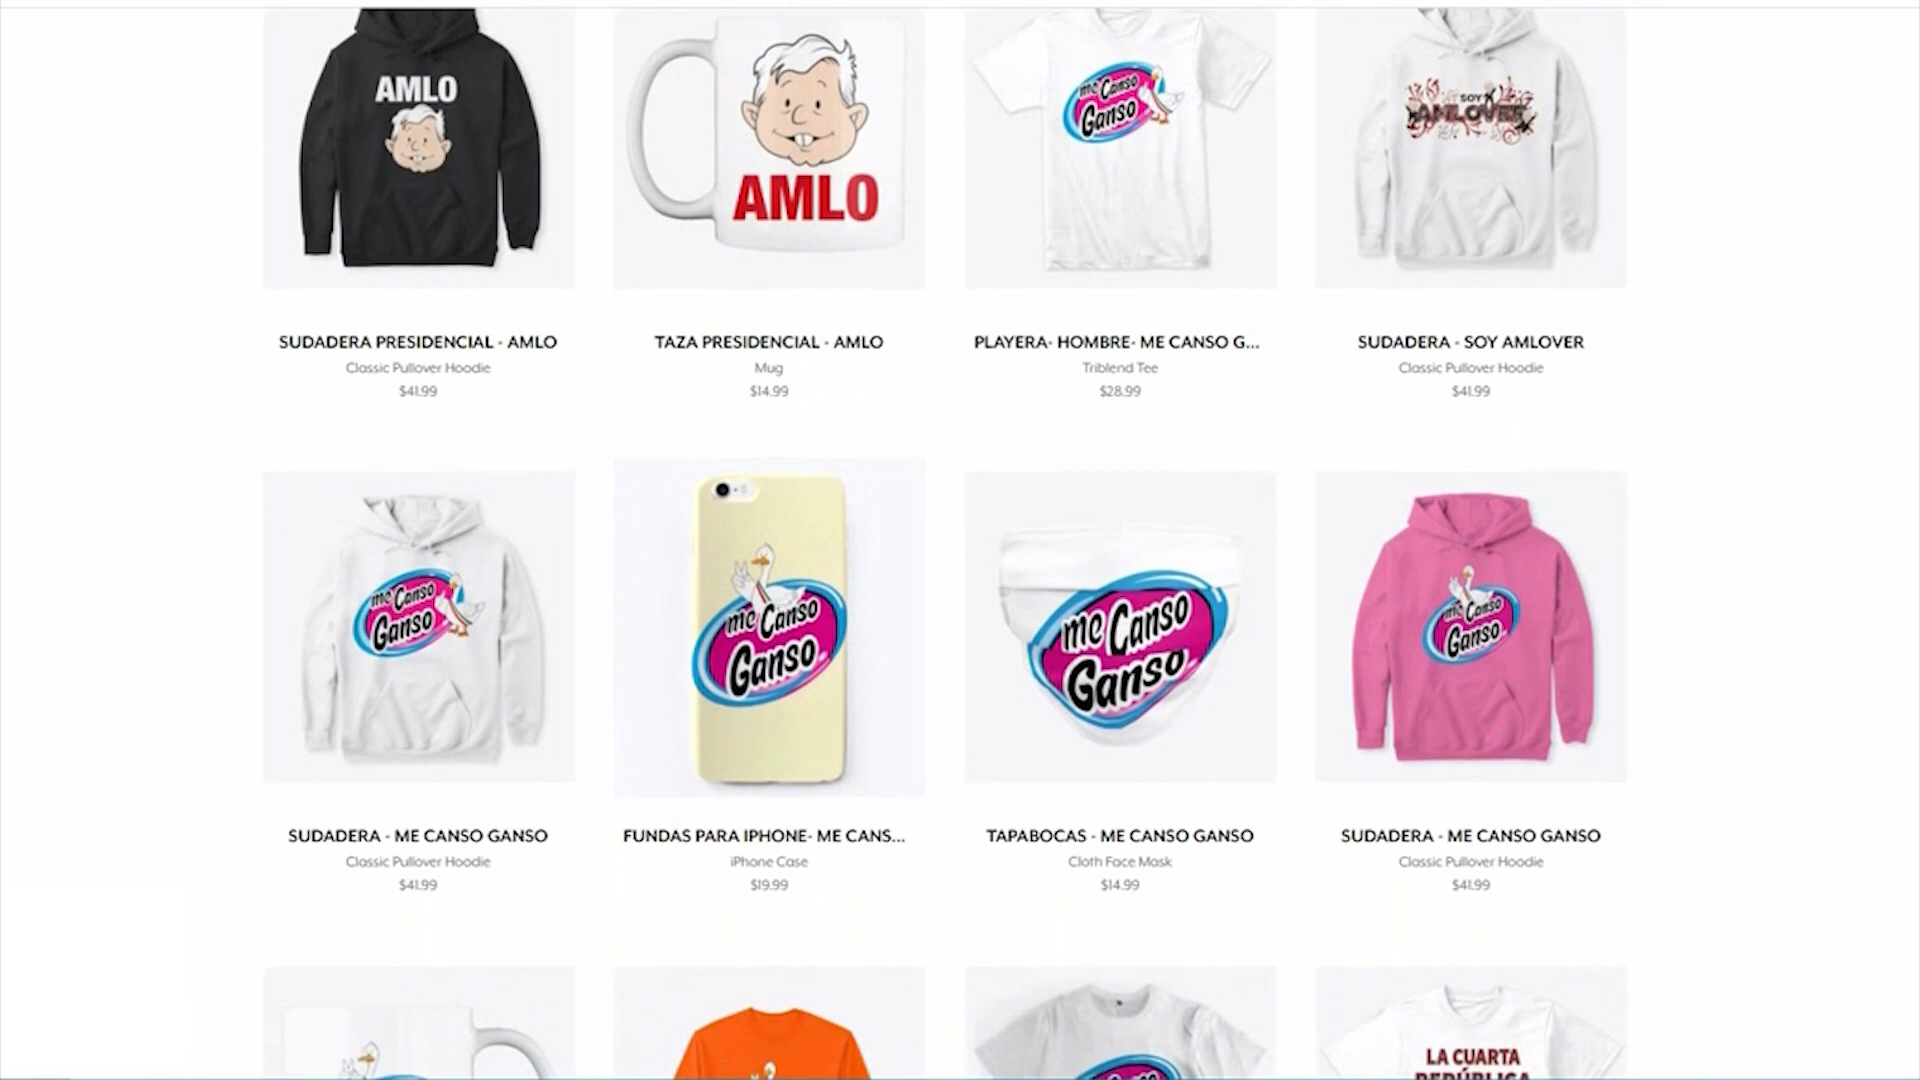 AMLO
AMLO
me Canso
Ganso
SOY
AMLOVER
SUDADERA PRESIDENCIAL - AMLO
Classic Pullover Hoodie
$41.99
TAZA PRESIDENCIAL - AMLO
Mug
$14.99
PLAYERA- HOMBRE- ME CANSO G...
Triblend Tee
$28.99
SUDADERA - SOY AMLOVER
Classic Pullover Hoodie
$41.99
me Canso
Ganso
me Canso
Ganso
me Canso
Ganso
me Canso
Ganso
SUDADERA - ME CANSO GANSO
Classic Pullover Hoodie
$41.99
FUNDAS PARA IPHONE- ME CANS...
iPhone Case
$19.99
TAPABOCAS - ME CANSO GANSO
Cloth Face Mask
$14.99
SUDADERA - ME CANSO GANSO
Classic Pullover Hoodie
$41.99
Canso
LA CUARTA
REPÚBLICA